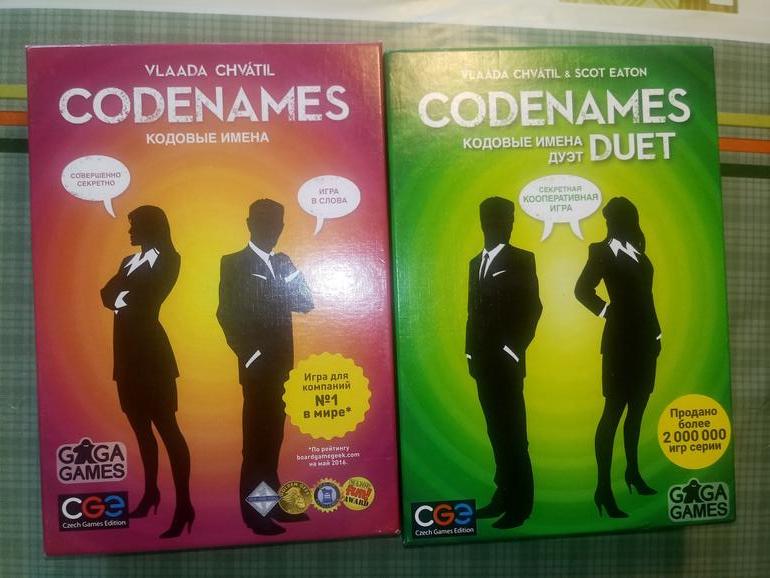 VLAADA CHVÁTIL
CODENAMES
КОДОВЫЕ ИМЕНА
СОВЕРШЕННО
СЕКРЕТНО
ИГРА
В СЛОВА
Игра для
компаний
№1
в мире*
*По рейтингу
boardgamegeek.com
на май 2016.
GAGA
GAMES
CGE
Czech Games Edition
AWARD
VLAADA CHVÁTIL & SCOT EATON
CODENAMES
КОДОВЫЕ ИМЕНА
ДУЭТ DUET
СЕКРЕТНАЯ
КООПЕРАТИВНАЯ
ИГРА
Продано
более
2 000 000
игр серии
CGE
Czech Games Edition
GAGA
GAMES